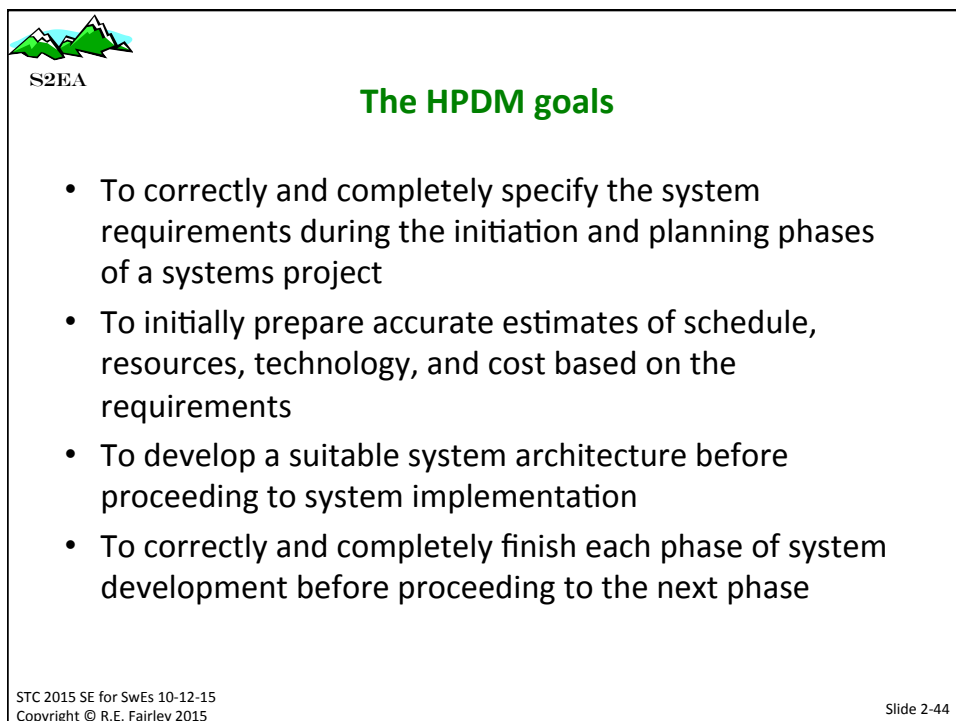 S2EA
The HPDM goals
• To correctly and completely specify the system
requirements during the initiation and planning phases
of a systems project
• To initially prepare accurate estimates of schedule,
resources, technology, and cost based on the
requirements
• To develop a suitable system architecture before
proceeding to system implementation
• To correctly and completely finish each phase of system
development before proceeding to the next phase
STC 2015 SE for SwEs 10-12-15
Copyright © R.E. Fairley 2015
Slide 2-44